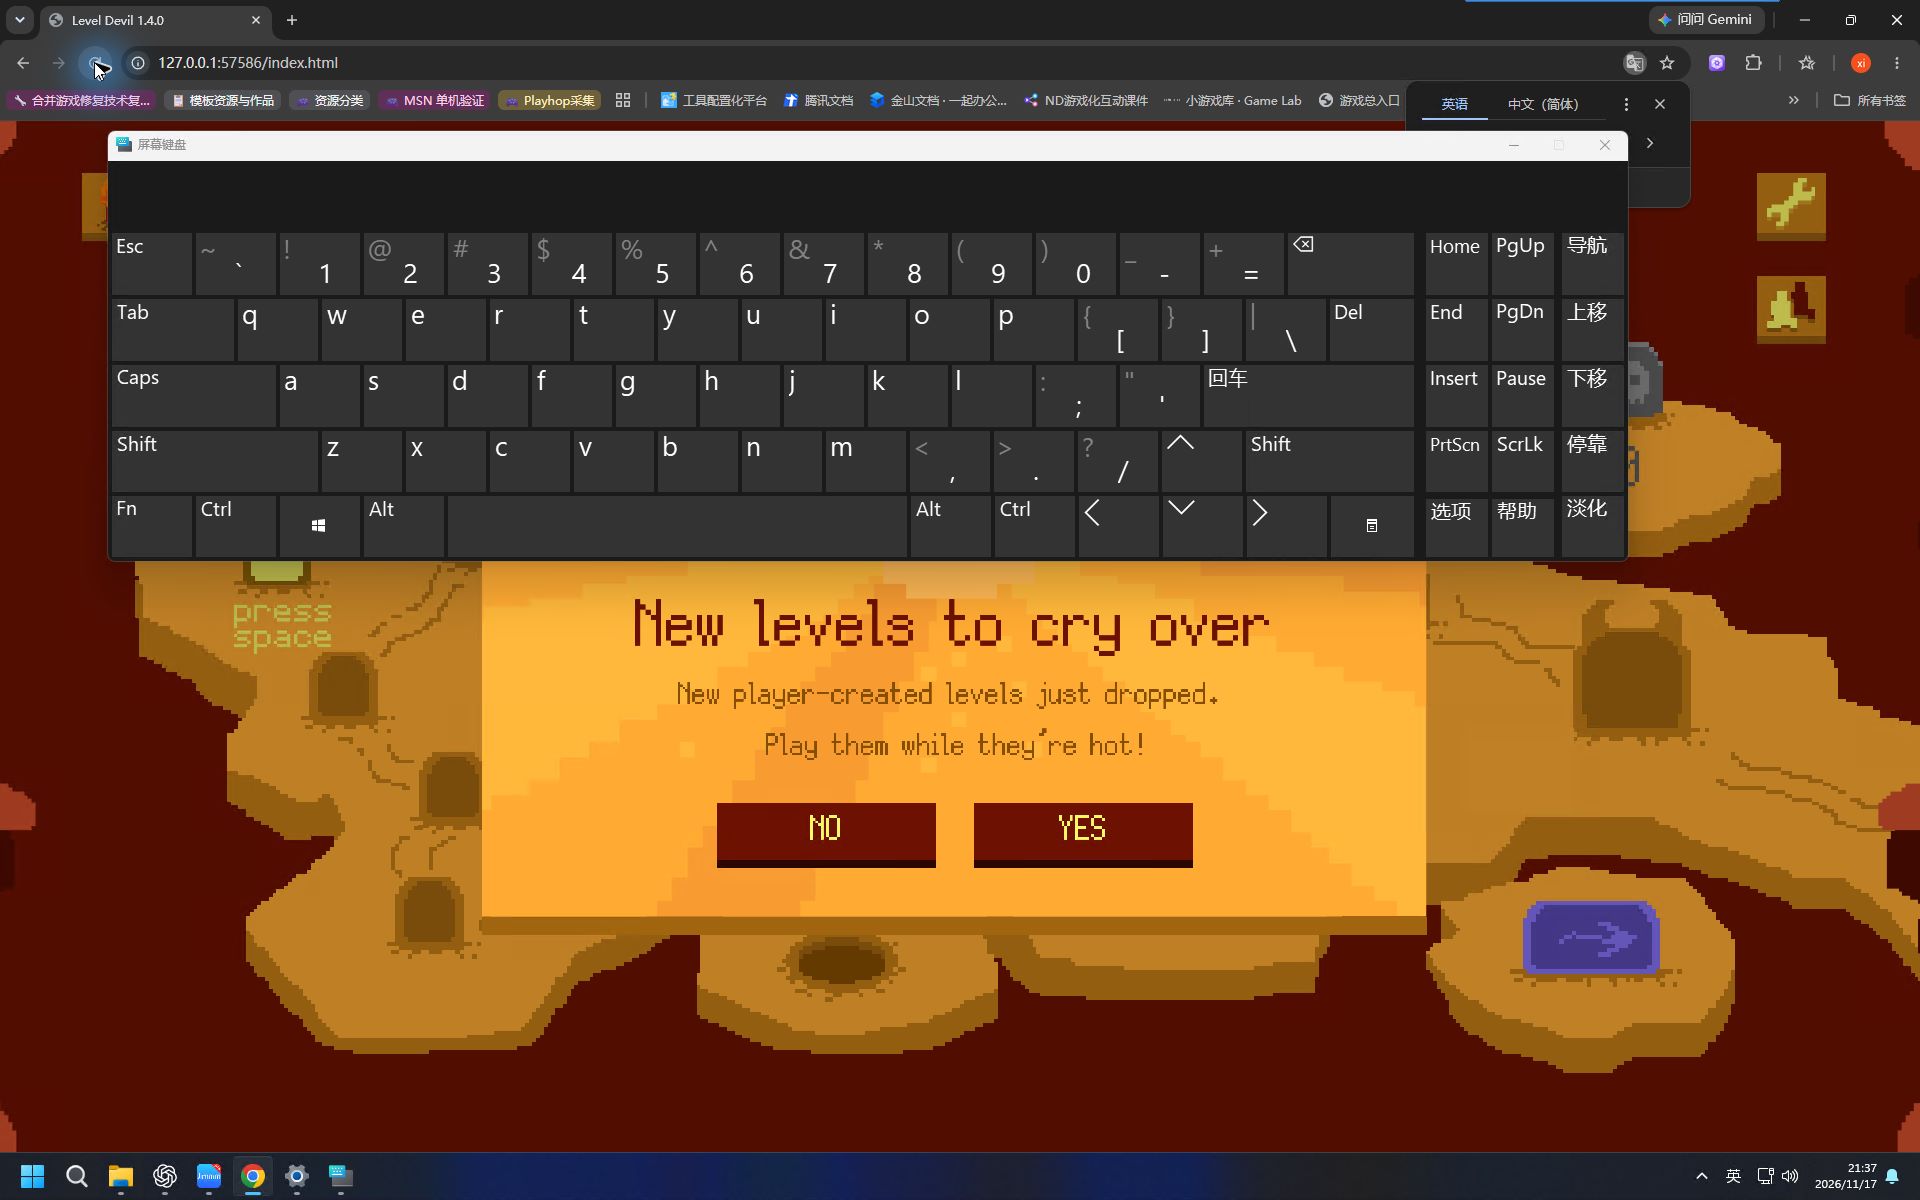 Level Devil 1.4.0
问问 Gemini
127.0.0.1:57586/index.html
合并游戏修复技术复...
模板资源与作品
资源分类
MSN 单机验证
Playhop采集
工具配置化平台
腾讯文档
金山文档 · 一起办公...
ND游戏化互动课件
小游戏库 · Game Lab
游戏总入口
所有书签
xi
英语
中文（简体）
屏幕键盘
Esc ~ ` ! 1 @ 2 # 3 $ 4 % 5 ^ 6 & 7 * 8 ( 9 ) 0 _ - + = Home PgUp 导航
Tab q w e r t y u i o p { [ } ] | \ Del End PgDn 上移
Caps a s d f g h j k l : ; " ' 回车 Insert Pause 下移
Shift z x c v b n m < , > . ? / Shift PrtScn ScrLk 停靠
Fn Ctrl Alt Alt Ctrl 选项 帮助 淡化
press
space
New levels to cry over
New player-created levels just dropped.
Play them while they're hot!
NO
YES
英
21:37
2026/11/17